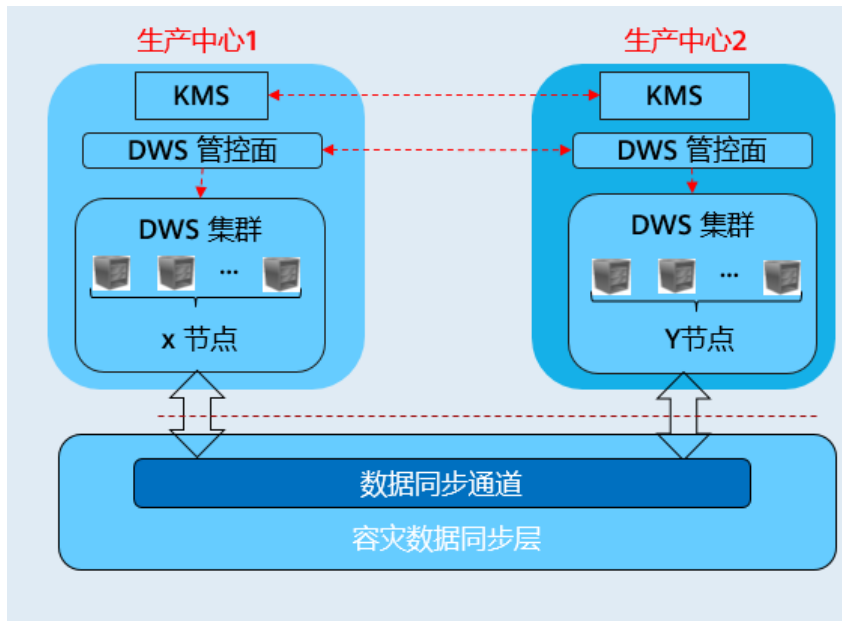 生产中心1
生产中心2
KMS
KMS
DWS 管控面
DWS 管控面
DWS 集群
DWS 集群
...
...
x 节点
Y节点
数据同步通道
容灾数据同步层